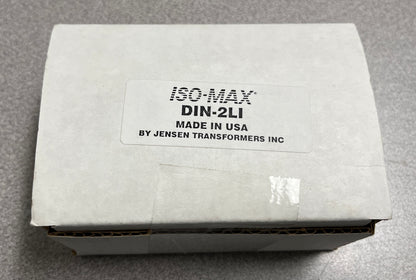 ISO-MAX®
DIN-2LI
MADE IN USA
BY JENSEN TRANSFORMERS INC